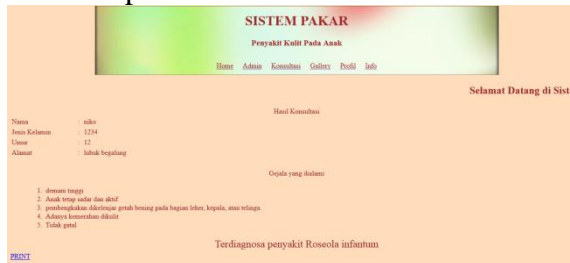 SISTEM PAKAR
Penyakit Kulit Pada Anak
Home Admin Konsultasi Gallery Profil Info
Selamat Datang di Sist
Hasil Konsultasi
Nama : niko
Jenis Kelamin : 1234
Umur : 12
Alamat : lubuk begalung
Gejala yang dialami
1. demam tinggi
2. Anak tetap sadar dan aktif
3. pembengkakan dikelenjar getah bening pada bagian leher, kepala, atau telinga.
4. Adanya kemerahan dikulit
5. Tidak gatal
Terdiagnosa penyakit Roseola infantum
PRINT